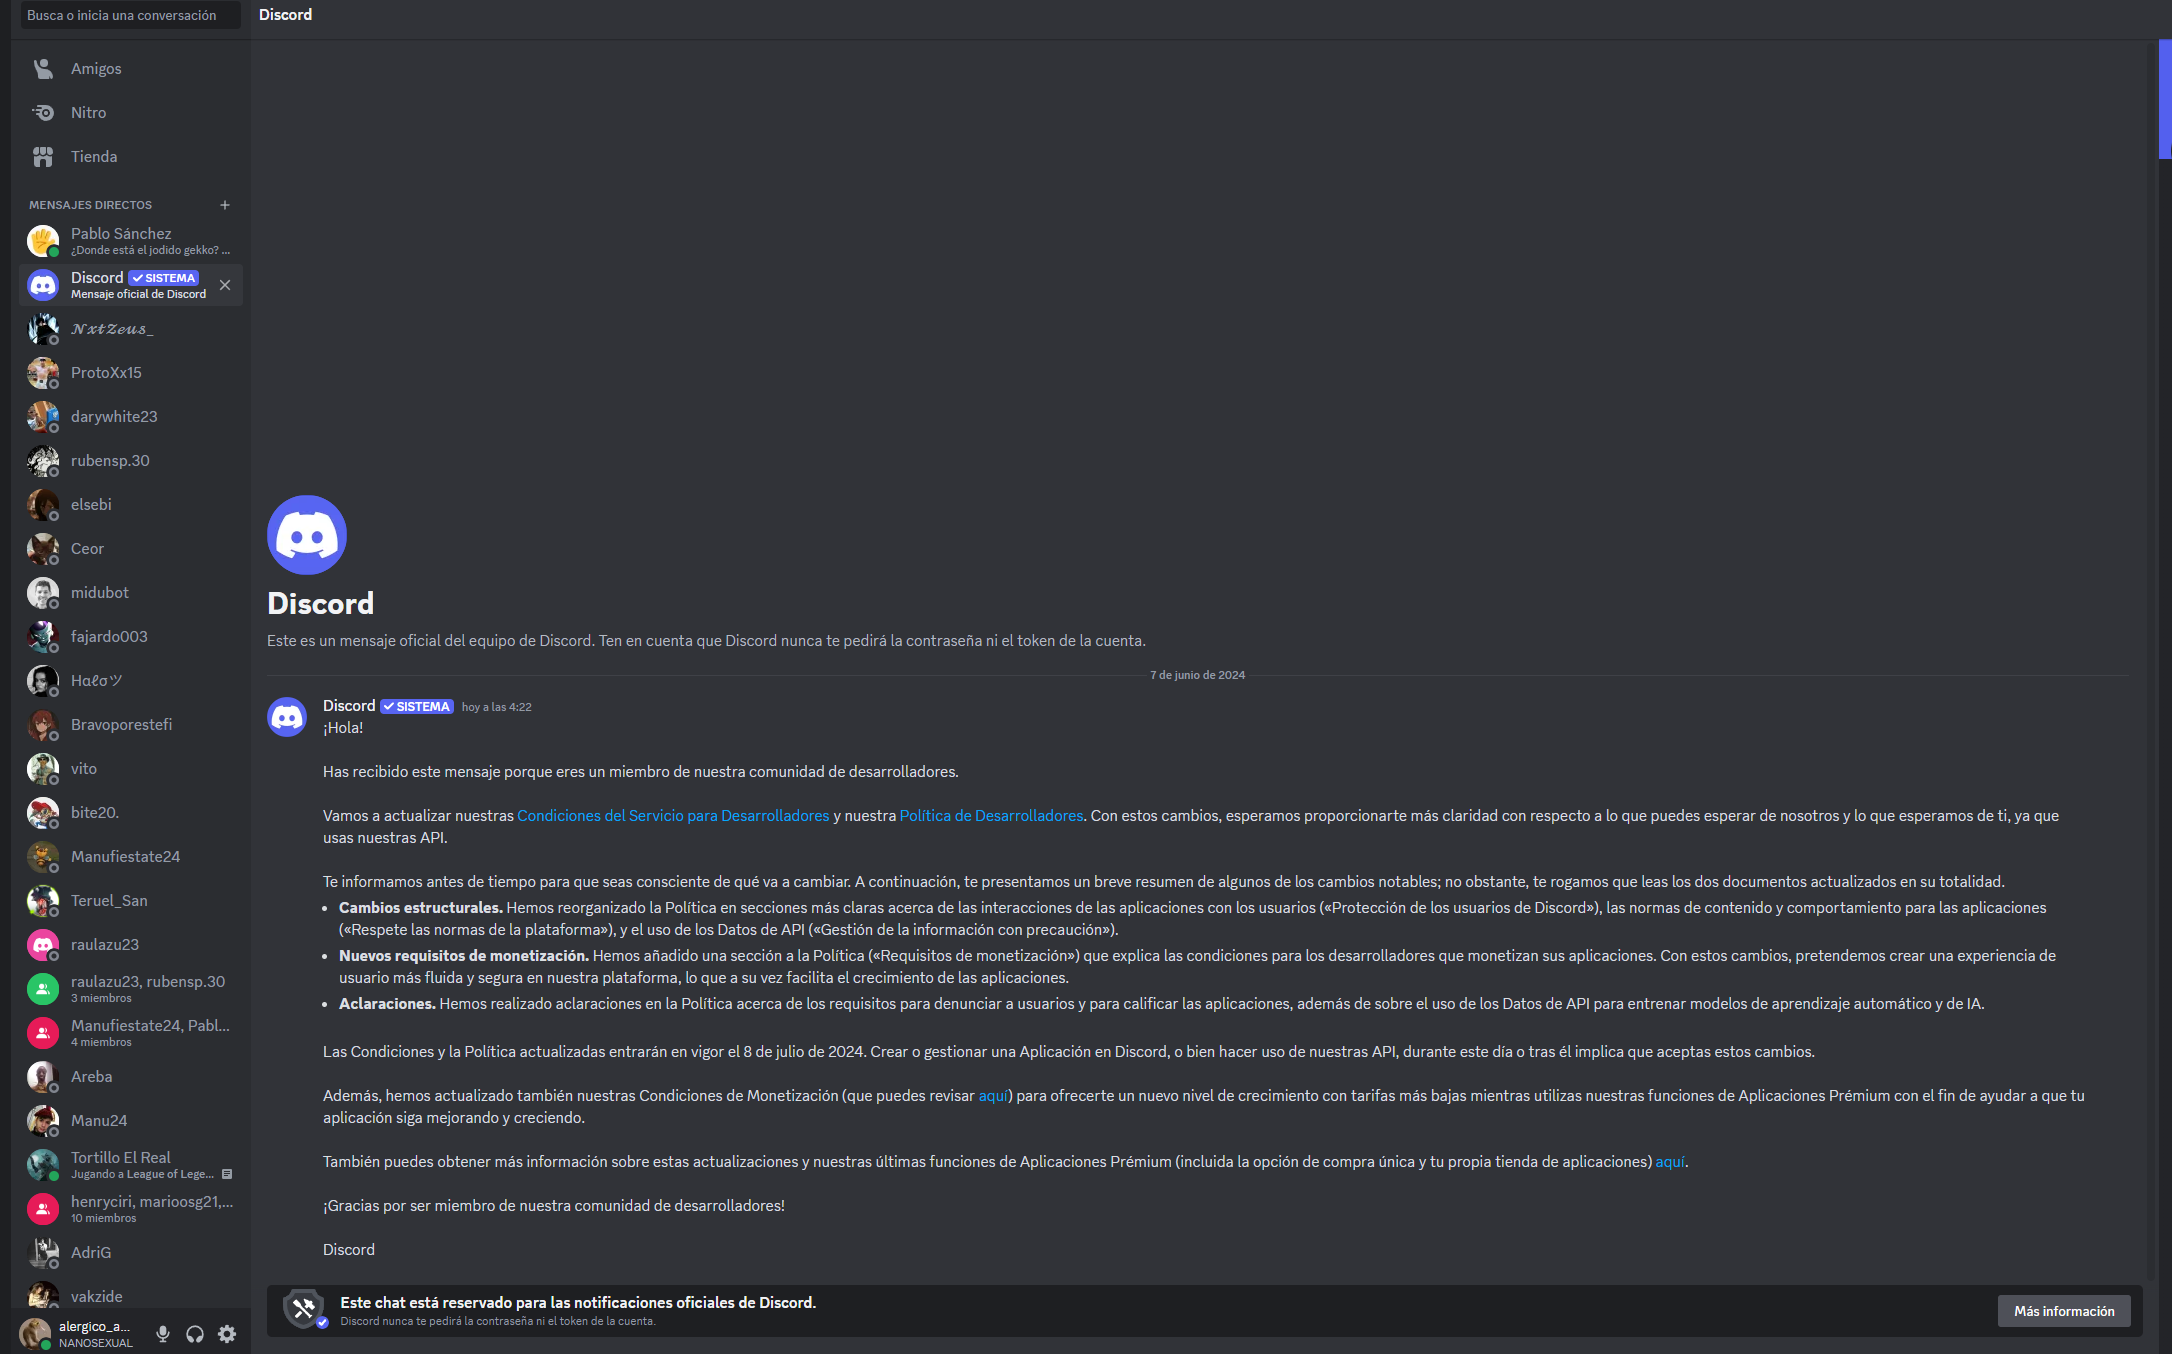 Busca o inicia una conversación
Amigos
Nitro
Tienda
MENSAJES DIRECTOS
Pablo Sánchez
¿Donde está el jodido gekko? ...
Discord SISTEMA
Mensaje oficial de Discord
𝓝𝔁𝓽𝓩𝓮𝓾𝓼_
ProtoXx15
darywhite23
rubensp.30
elsebi
Ceor
midubot
fajardo003
Hαℓσツ
Bravoporestefi
vito
bite20.
Manufiestate24
Teruel_San
raulazu23
raulazu23, rubensp.30
3 miembros
Manufiestate24, Pabl...
4 miembros
Areba
Manu24
Tortillo El Real
Jugando a League of Lege...
henryciri, marioosg21,...
10 miembros
AdriG
vakzide
alergico_a...
NANOSEXUAL
Discord
Discord
Este es un mensaje oficial del equipo de Discord. Ten en cuenta que Discord nunca te pedirá la contraseña ni el token de la cuenta.
7 de junio de 2024
Discord SISTEMA hoy a las 4:22
¡Hola!
Has recibido este mensaje porque eres un miembro de nuestra comunidad de desarrolladores.
Vamos a actualizar nuestras Condiciones del Servicio para Desarrolladores y nuestra Política de Desarrolladores. Con estos cambios, esperamos proporcionarte más claridad con respecto a lo que puedes esperar de nosotros y lo que esperamos de ti, ya que
usas nuestras API.
Te informamos antes de tiempo para que seas consciente de qué va a cambiar. A continuación, te presentamos un breve resumen de algunos de los cambios notables; no obstante, te rogamos que leas los dos documentos actualizados en su totalidad.
• Cambios estructurales. Hemos reorganizado la Política en secciones más claras acerca de las interacciones de las aplicaciones con los usuarios («Protección de los usuarios de Discord»), las normas de contenido y comportamiento para las aplicaciones
(«Respete las normas de la plataforma»), y el uso de los Datos de API («Gestión de la información con precaución»).
• Nuevos requisitos de monetización. Hemos añadido una sección a la Política («Requisitos de monetización») que explica las condiciones para los desarrolladores que monetizan sus aplicaciones. Con estos cambios, pretendemos crear una experiencia de
usuario más fluida y segura en nuestra plataforma, lo que a su vez facilita el crecimiento de las aplicaciones.
• Aclaraciones. Hemos realizado aclaraciones en la Política acerca de los requisitos para denunciar a usuarios y para calificar las aplicaciones, además de sobre el uso de los Datos de API para entrenar modelos de aprendizaje automático y de IA.
Las Condiciones y la Política actualizadas entrarán en vigor el 8 de julio de 2024. Crear o gestionar una Aplicación en Discord, o bien hacer uso de nuestras API, durante este día o tras él implica que aceptas estos cambios.
Además, hemos actualizado también nuestras Condiciones de Monetización (que puedes revisar aquí) para ofrecerte un nuevo nivel de crecimiento con tarifas más bajas mientras utilizas nuestras funciones de Aplicaciones Prémium con el fin de ayudar a que tu
aplicación siga mejorando y creciendo.
También puedes obtener más información sobre estas actualizaciones y nuestras últimas funciones de Aplicaciones Prémium (incluida la opción de compra única y tu propia tienda de aplicaciones) aquí.
¡Gracias por ser miembro de nuestra comunidad de desarrolladores!
Discord
Este chat está reservado para las notificaciones oficiales de Discord.
Discord nunca te pedirá la contraseña ni el token de la cuenta.
Más información